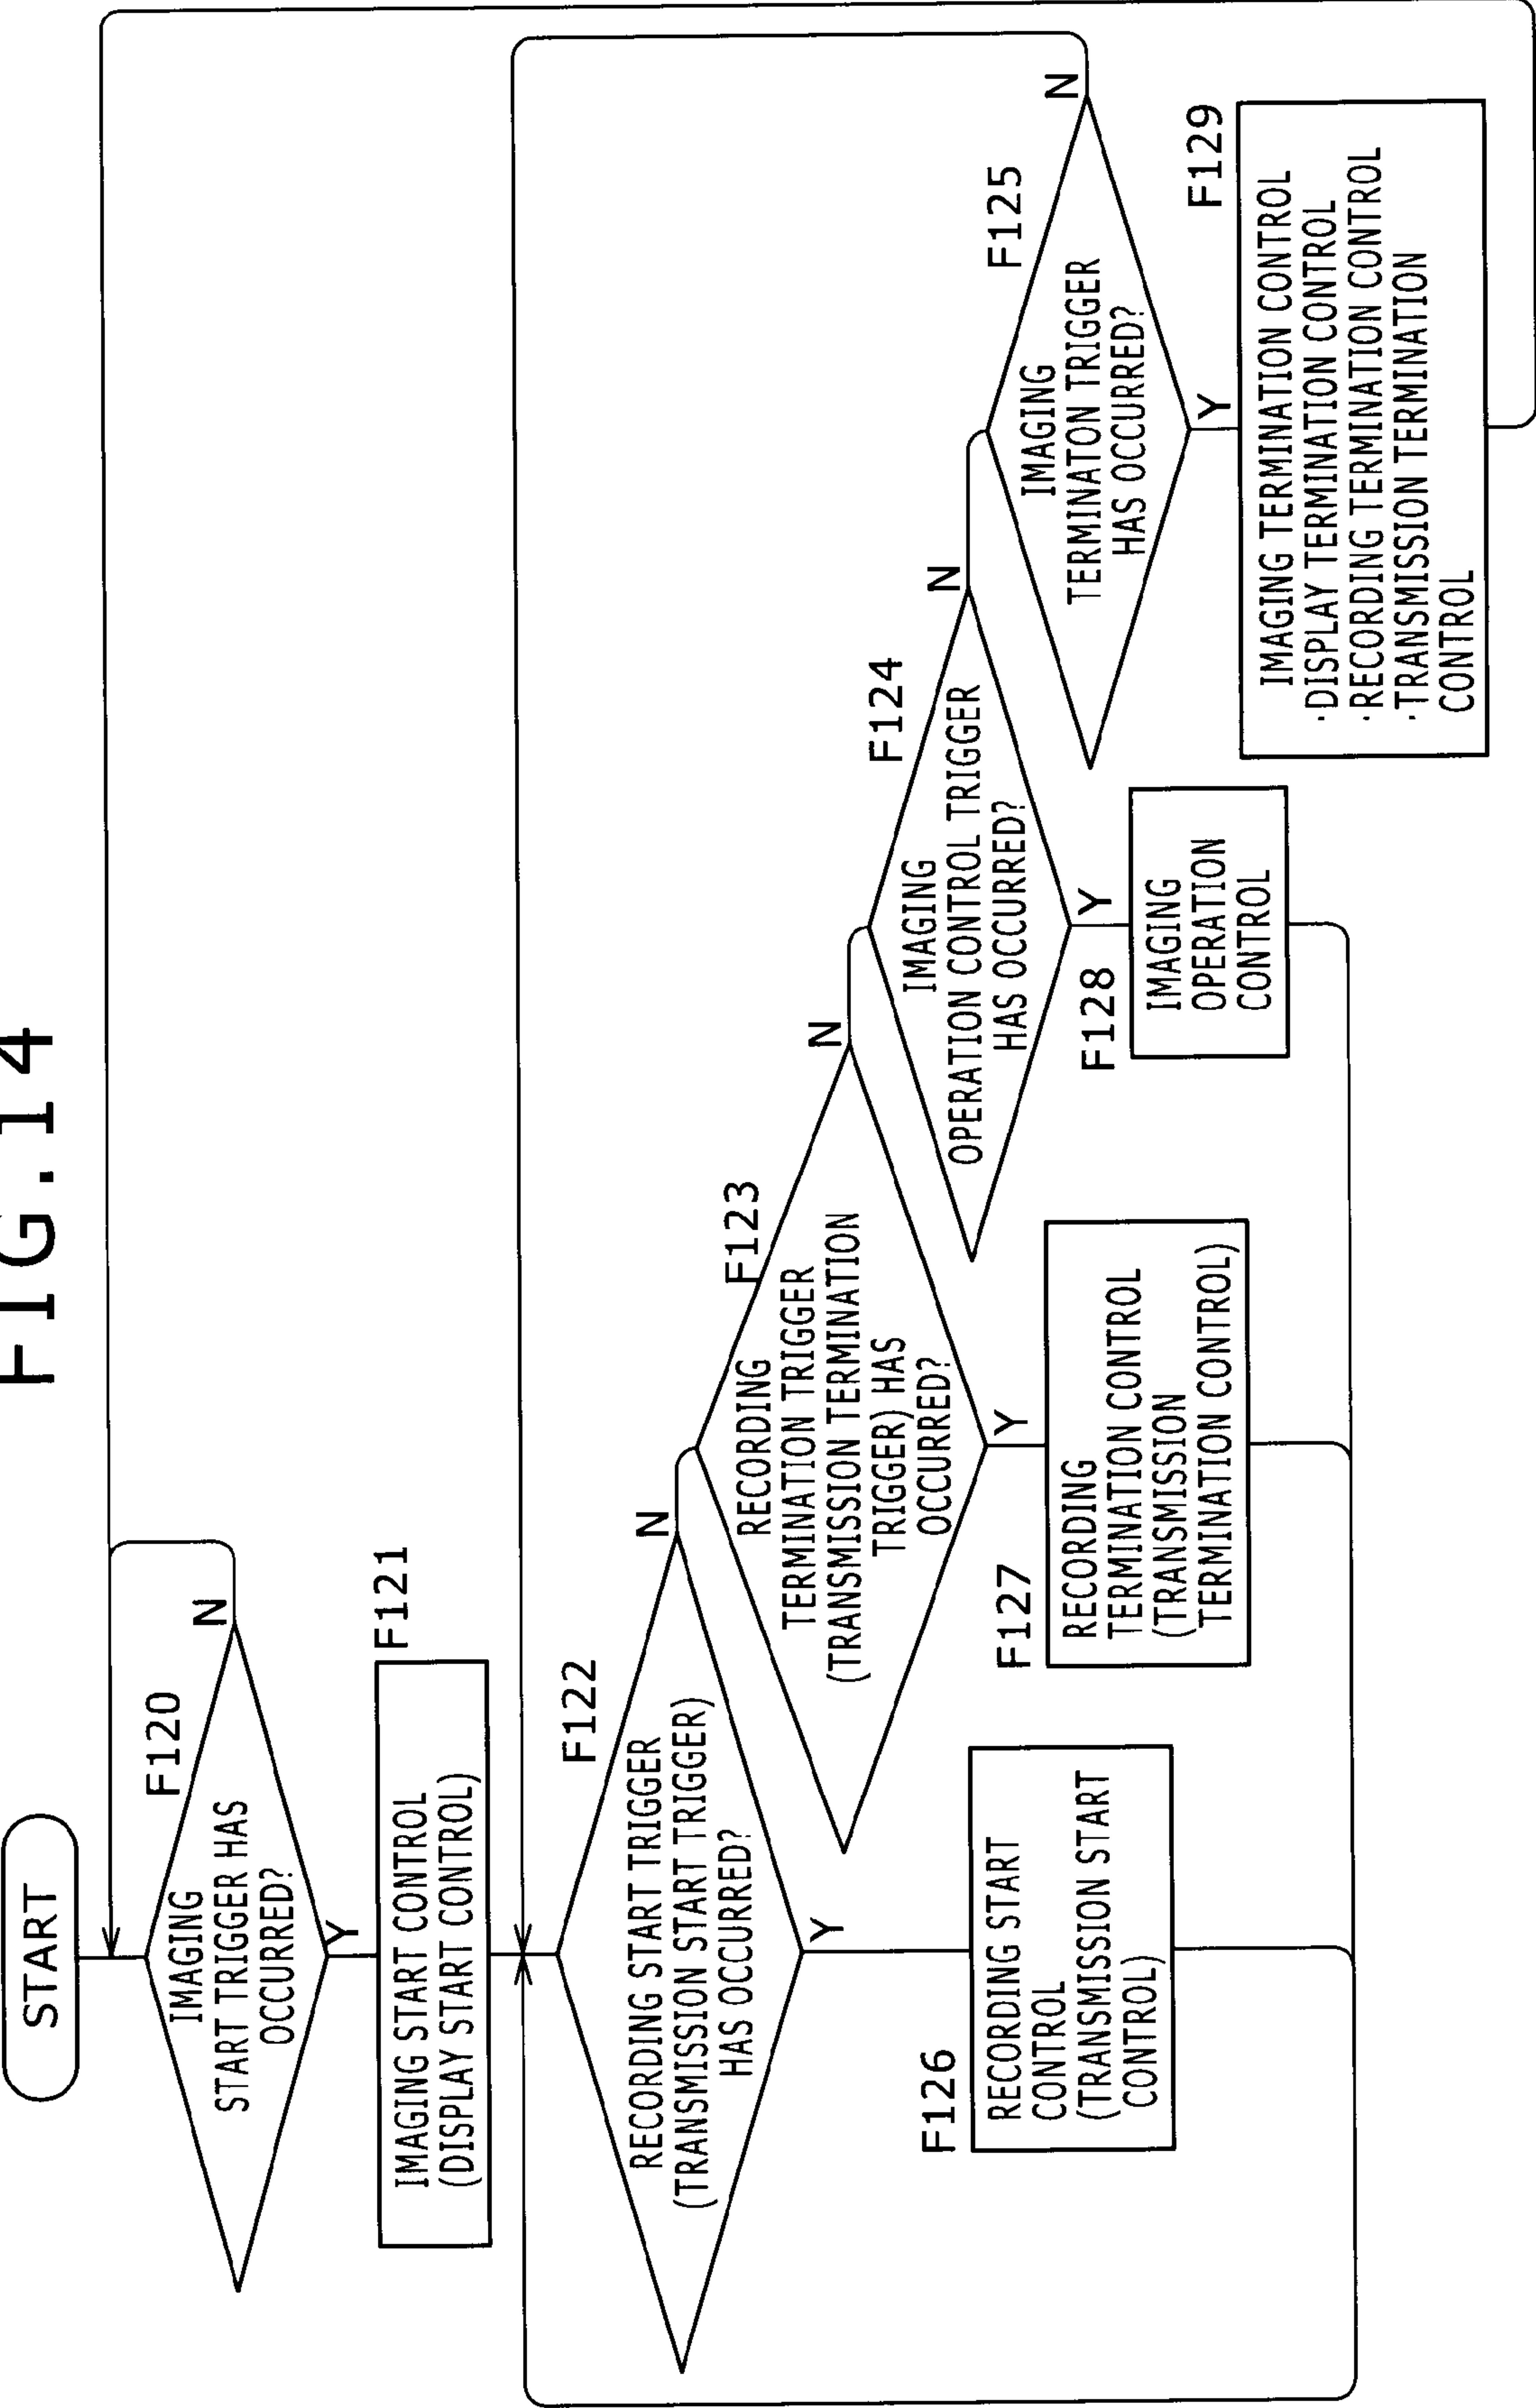 FIG.14
START
F120
IMAGING
START TRIGGER HAS
OCCURRED?
N
Y
F121
IMAGING START CONTROL
(DISPLAY START CONTROL)
F122
RECORDING START TRIGGER
(TRANSMISSION START TRIGGER)
HAS OCCURRED?
N
Y
F123
RECORDING
TERMINATION TRIGGER
(TRANSMISSION TERMINATION
TRIGGER) HAS
OCCURRED?
N
Y
F124
IMAGING
OPERATION CONTROL TRIGGER
HAS OCCURRED?
N
Y
F125
IMAGING
TERMINATON TRIGGER
HAS OCCURRED?
N
Y
F126
RECORDING START
CONTROL
(TRANSMISSION START
CONTROL)
F127
RECORDING
TERMINATION CONTROL
(TRANSMISSION
TERMINATION CONTROL)
F128
IMAGING
OPERATION
CONTROL
F129
IMAGING TERMINATION CONTROL
·DISPLAY TERMINATION CONTROL
·RECORDING TERMINATION CONTROL
·TRANSMISSION TERMINATION
CONTROL